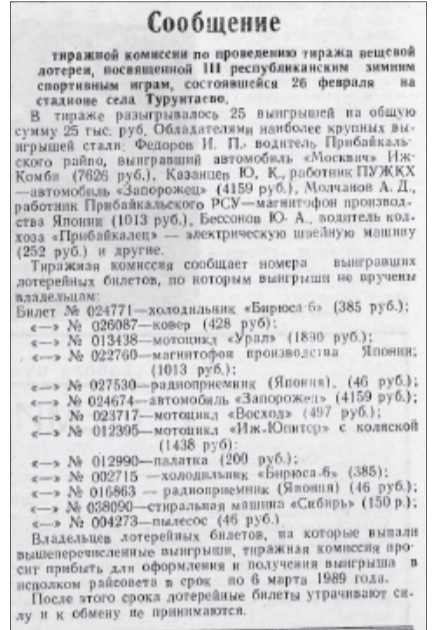 Сообщение
тиражной комиссии по проведению тиража вещевой
лотереи, посвященной III республиканским зимним
спортивным играм, состоявшейся 26 февраля на
стадионе села Турунтаево.
В тираже разыгрывалось 25 выигрышей на общую
сумму 25 тыс. руб. Обладателями наиболее крупных вы-
игрышей стали: Федоров И. П., водитель Прибайкаль-
ского райпо, выигравший автомобиль «Москвич» Иж-
Комби (7626 руб.), Казанцев Ю. К., работник ПУЖКХ
—автомобиль «Запорожец» (4159 руб.), Молчанов А. Д.,
работник Прибайкальского РСУ—магнитофон производ-
ства Японии (1013 руб.), Бессонов Ю. А., водитель кол-
хоза «Прибайкалец» — электрическую швейную машину
(252 руб.) и другие.
Тиражная комиссия сообщает номера выигравших
лотерейных билетов, по которым выигрыши не вручены
владельцам:
Билет № 024771—холодильник «Бирюса-6» (385 руб.);
«—» № 026087—ковер (428 руб);
«—» № 013438—мотоцикл «Урал» (1890 руб.);
«—» № 022760—магнитофон производства Японии;
(1013 руб.);
«—» № 027530—радиоприемник (Япония), (46 руб.);
«—» № 024674—автомобиль «Запорожец» (4159 руб.);
«—» № 023717—мотоцикл «Восход» (497 руб.);
«—» № 012395—мотоцикл «Иж-Юпитер» с коляской
(1438 руб):
«—» № 012990—палатка (200 руб.);
«—» № 002715 —холодильник «Бирюса-6» (385);
«—» № 016863 — радиоприемник (Япония) (46 руб.);
«—» № 038090—стиральная машина «Сибирь» (150 р.);
«—» № 004273—пылесос (46 руб.)
Владельцев лотерейных билетов, на которые выпали
вышеперечисленные выигрыши, тиражная комиссия про-
сит прибыть для оформления и получения выигрыша в
исполком райсовета в срок по 6 марта 1989 года.
После этого срока лотерейные билеты утрачивают си-
лу и к обмену не принимаются.